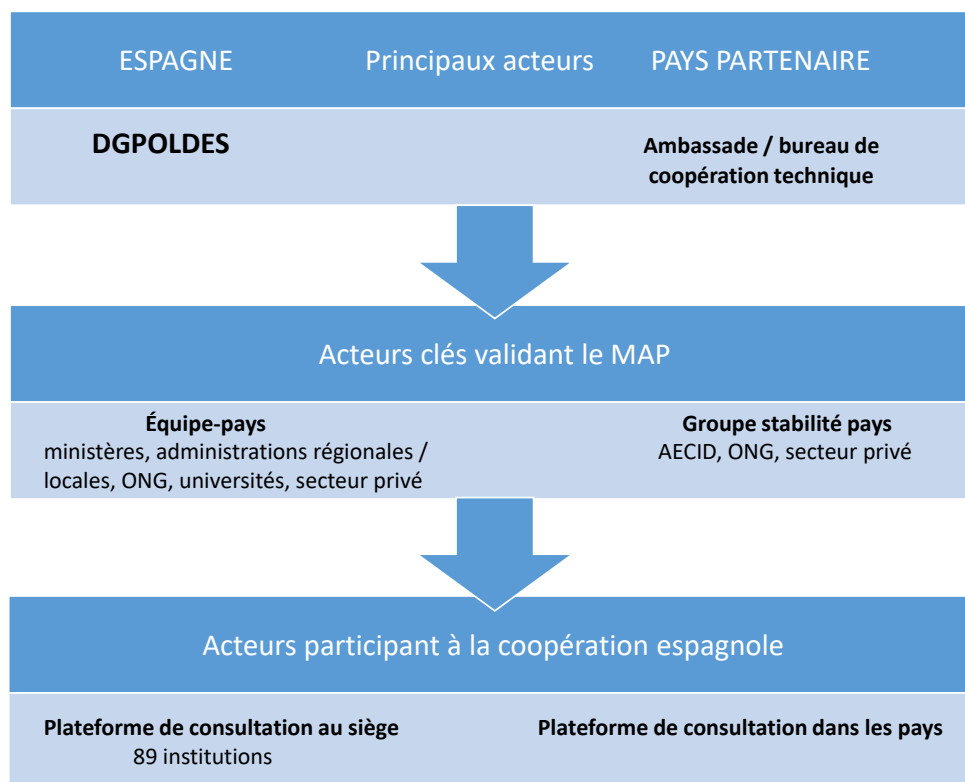 ESPAGNE Principaux acteurs PAYS PARTENAIRE
DGPOLDES
Ambassade / bureau de
coopération technique
Acteurs clés validant le MAP
Équipe-pays
ministères, administrations régionales /
locales, ONG, universités, secteur privé
Groupe stabilité pays
AECID, ONG, secteur privé
Acteurs participant à la coopération espagnole
Plateforme de consultation au siège
89 institutions
Plateforme de consultation dans les pays